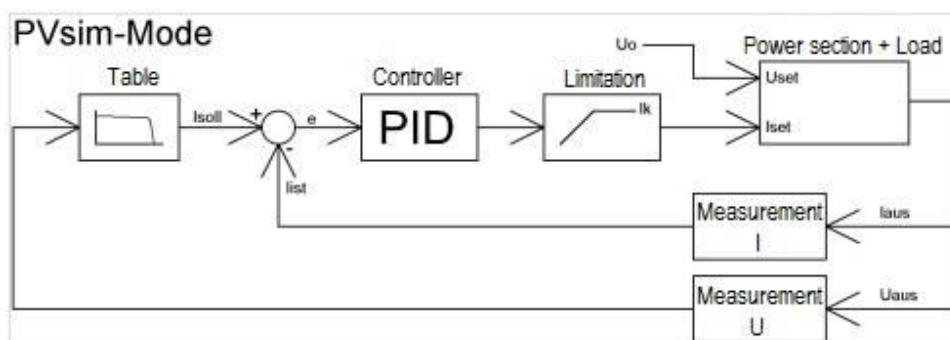 PVsim-Mode
Uo
Power section + Load
Table
Controller
Limitation
Uset
Isoll
+
e
PID
Ik
Iset
-
Iist
Measurement
I
Iaus
Measurement
U
Uaus